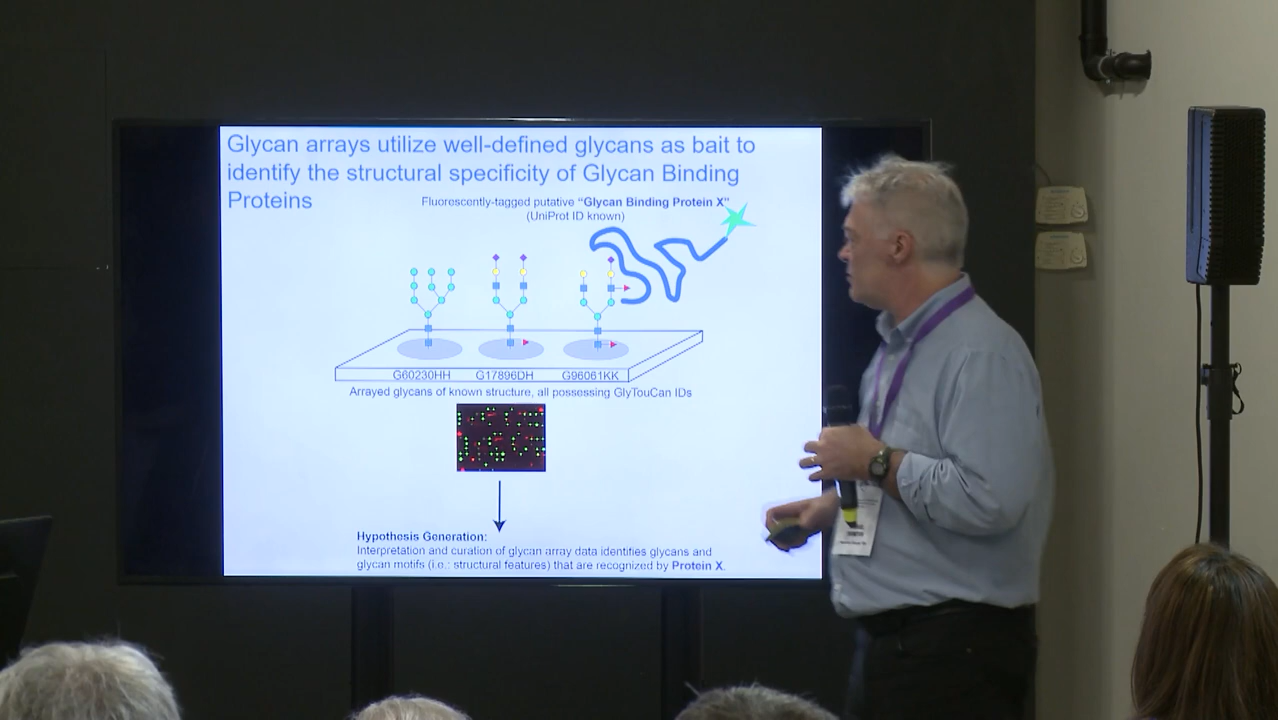 Glycan arrays utilize well-defined glycans as bait to
identify the structural specificity of Glycan Binding
Proteins
Fluorescently-tagged putative “Glycan Binding Protein X”
(UniProt ID known)
G60230HH G17896DH G96061KK
Arrayed glycans of known structure, all possessing GlyTouCan IDs
Hypothesis Generation:
Interpretation and curation of glycan array data identifies glycans and
glycan motifs (i.e.: structural features) that are recognized by Protein X.